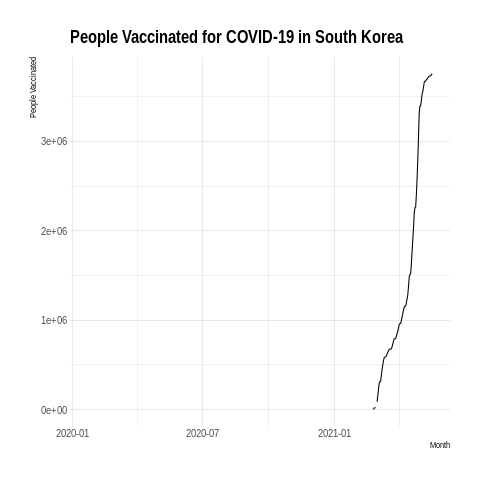 People Vaccinated for COVID-19 in South Korea
People Vaccinated
3e+06
2e+06
1e+06
0e+00
2020-01
2020-07
2021-01
Month